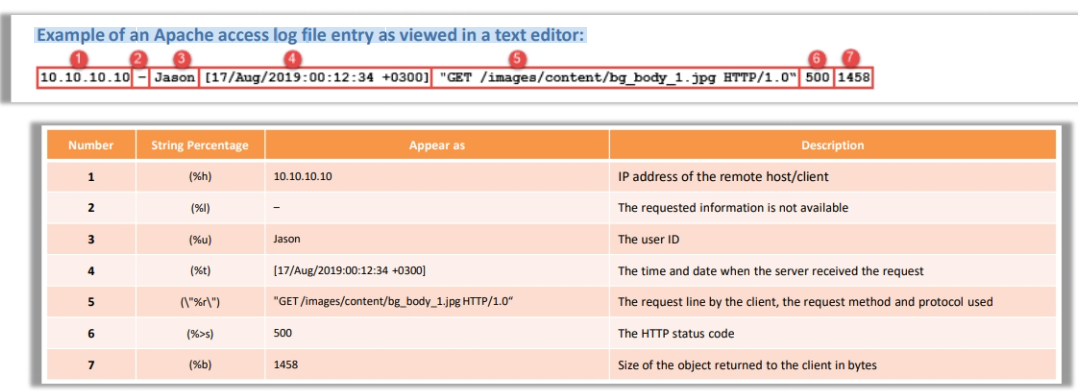 Example of an Apache access log file entry as viewed in a text editor:
1 2 3 4 5 6 7
10.10.10.10 – Jason [17/Aug/2019:00:12:34 +0300] "GET /images/content/bg_body_1.jpg HTTP/1.0" 500 1458
Number String Percentage Appear as Description
1 (%h) 10.10.10.10 IP address of the remote host/client
2 (%l) – The requested information is not available
3 (%u) Jason The user ID
4 (%t) [17/Aug/2019:00:12:34 +0300] The time and date when the server received the request
5 (\"%r\") "GET /images/content/bg_body_1.jpg HTTP/1.0" The request line by the client, the request method and protocol used
6 (%>s) 500 The HTTP status code
7 (%b) 1458 Size of the object returned to the client in bytes